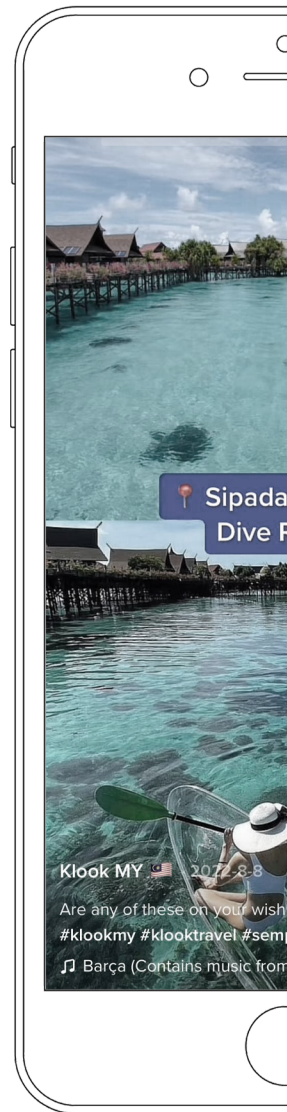 📍 Sipada
Dive
Klook MY 🇲🇾 · 2022-8-8
Are any of these on your wish
#klookmy #klooktravel #semp
♫ Barça (Contains music from